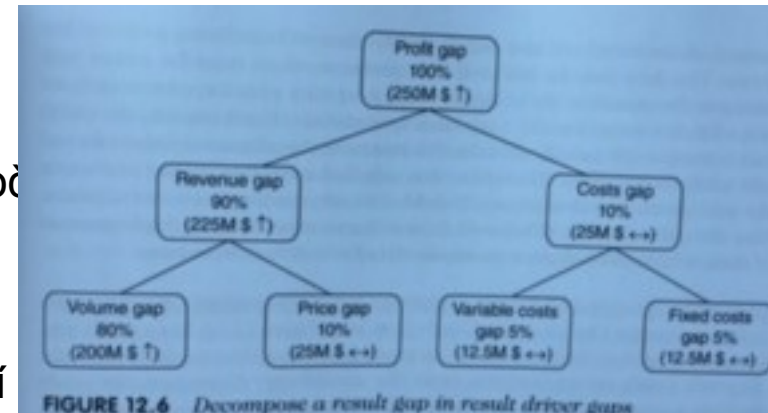 Profit gap
100%
(250M $ ↑)
Revenue gap
90%
(225M $ ↑)
Costs gap
10%
(25M $ ↔)
Volume gap
80%
(200M $ ↑)
Price gap
10%
(25M $ ↔)
Variable costs
gap 5%
(12.5M $ ↔)
Fixed costs
gap 5%
(12.5M $ ↔)
FIGURE 12.6 Decompose a result gap in result driver gaps